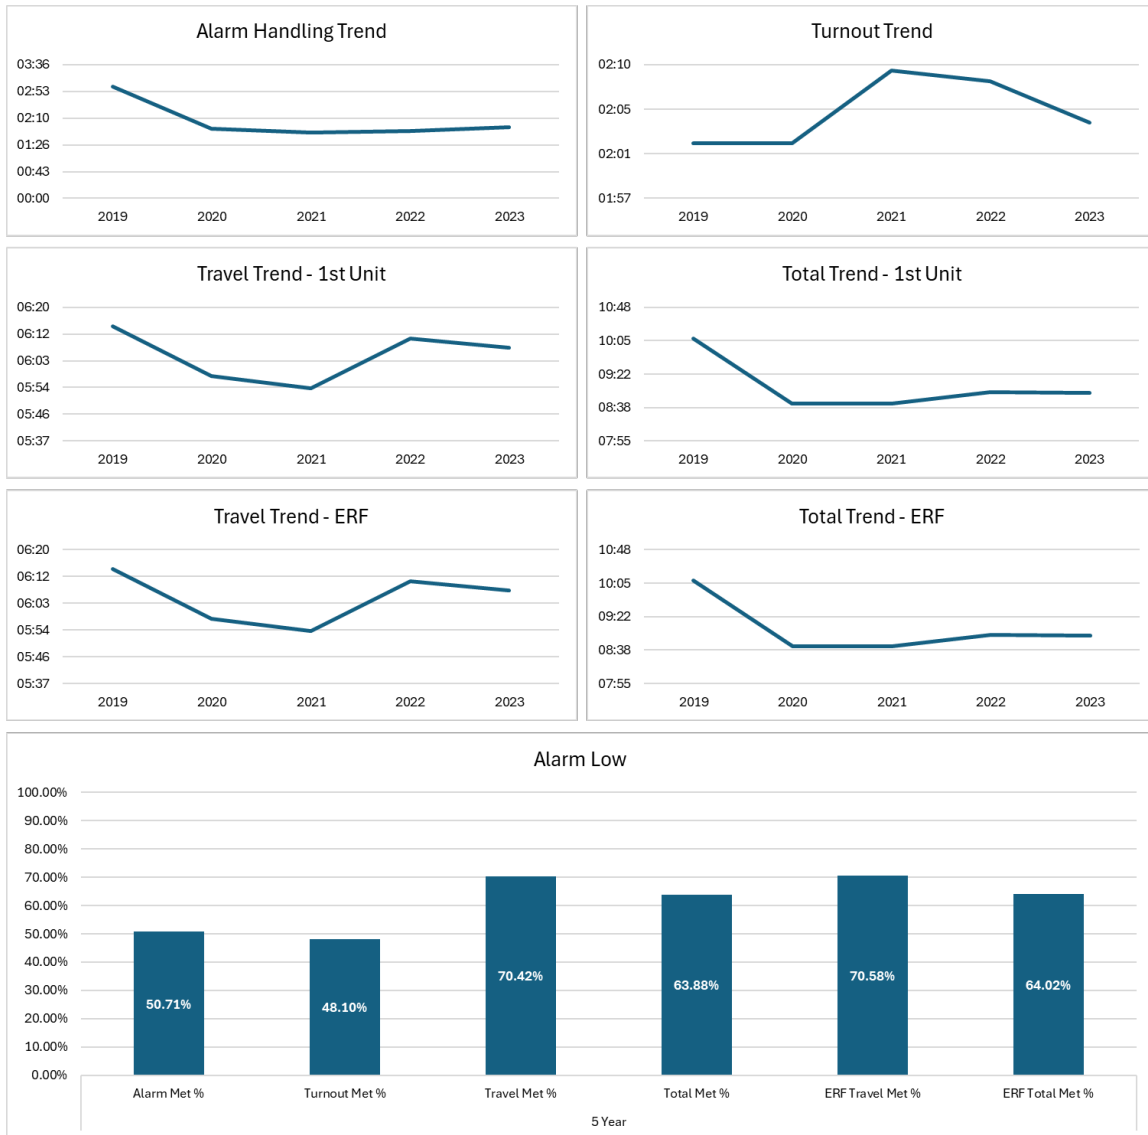 Alarm Handling Trend
03:36
02:53
02:10
01:26
00:43
00:00
2019 2020 2021 2022 2023
Turnout Trend
02:10
02:05
02:01
01:57
2019 2020 2021 2022 2023
Travel Trend - 1st Unit
06:20
06:12
06:03
05:54
05:46
05:37
2019 2020 2021 2022 2023
Total Trend - 1st Unit
10:48
10:05
09:22
08:38
07:55
2019 2020 2021 2022 2023
Travel Trend - ERF
06:20
06:12
06:03
05:54
05:46
05:37
2019 2020 2021 2022 2023
Total Trend - ERF
10:48
10:05
09:22
08:38
07:55
2019 2020 2021 2022 2023
Alarm Low
100.00%
90.00%
80.00%
70.00%
60.00%
50.00%
40.00%
30.00%
20.00%
10.00%
0.00%
50.71% 48.10% 70.42% 63.88% 70.58% 64.02%
Alarm Met % Turnout Met % Travel Met % Total Met % ERF Travel Met % ERF Total Met %
5 Year